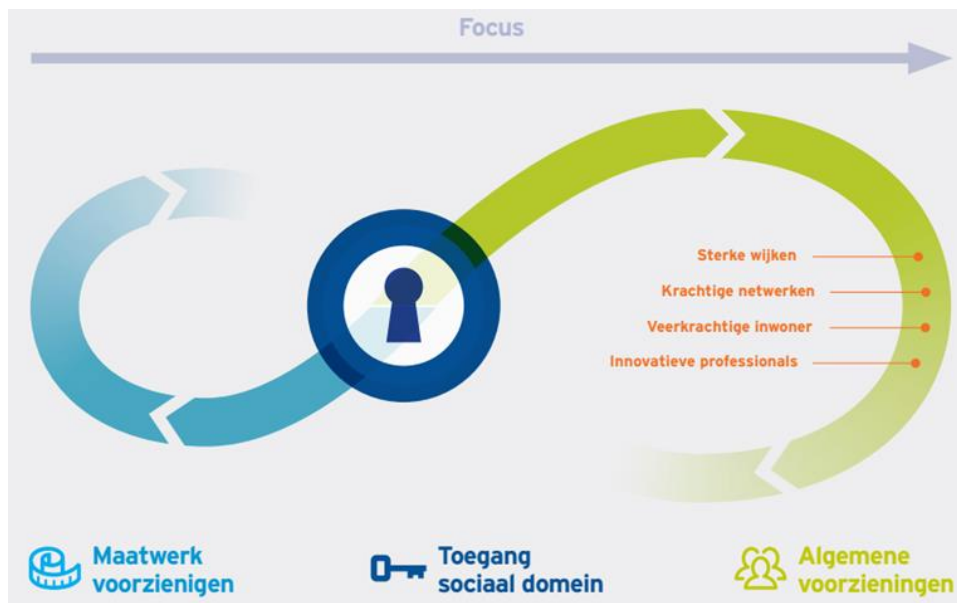 Focus
Sterke wijken
Krachtige netwerken
Veerkrachtige inwoner
Innovatieve professionals
Maatwerk
voorzienigen
Toegang
sociaal domein
Algemene
voorzieningen